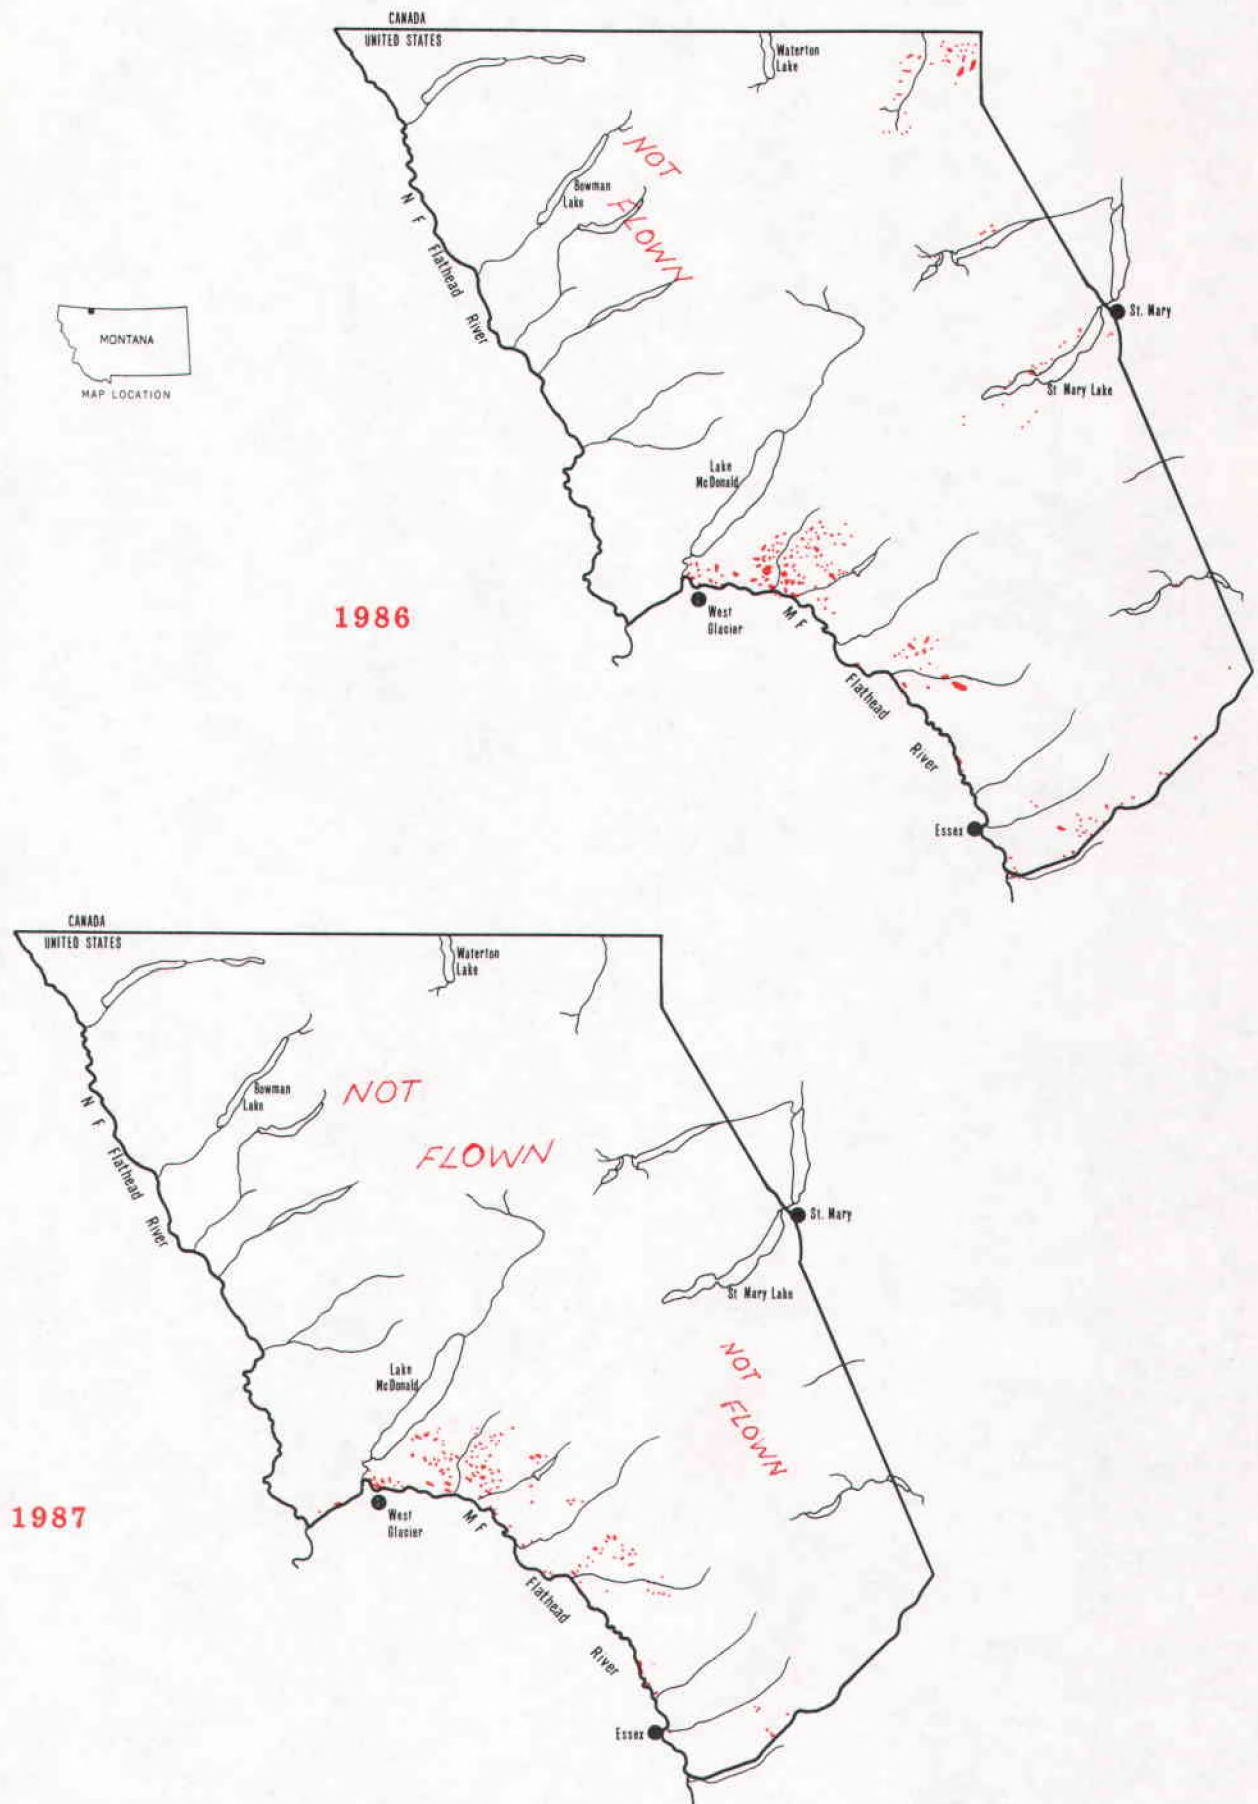 CANADA
UNITED STATES
Waterton
Lake
NOT
FLOWN
Bowman
Lake
N F Flathead River
St. Mary
St Mary Lake
MONTANA
MAP LOCATION
Lake
McDonald
1986
West
Glacier
M F Flathead River
Essex
CANADA
UNITED STATES
Waterton
Lake
Bowman
Lake
NOT
FLOWN
N F Flathead River
St. Mary
St Mary Lake
NOT
FLOWN
Lake
McDonald
1987
West
Glacier
M F Flathead River
Essex